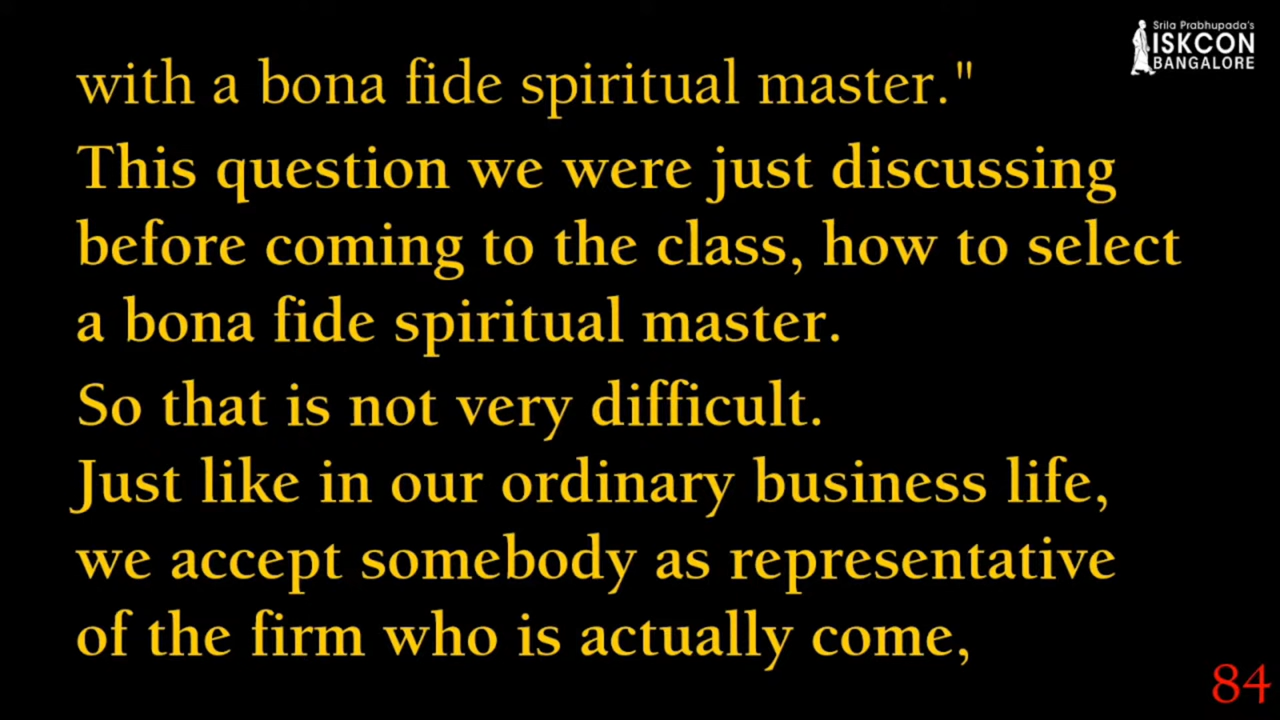 Srila Prabhupada's
ISKCON
BANGALORE
with a bona fide spiritual master."
This question we were just discussing
before coming to the class, how to select
a bona fide spiritual master.
So that is not very difficult.
Just like in our ordinary business life,
we accept somebody as representative
of the firm who is actually come,
84